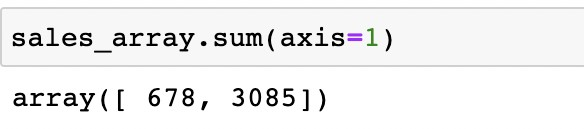 sales_array.sum(axis=1)
array([ 678, 3085])